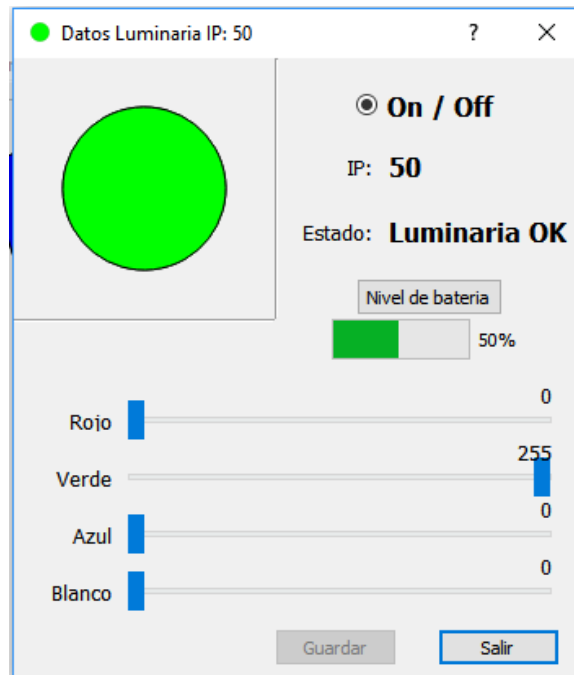 Datos Luminaria IP: 50 ?
On / Off
IP: 50
Estado: Luminaria OK
Nivel de bateria
50%
0
Rojo
255
Verde
0
Azul
0
Blanco
Guardar Salir